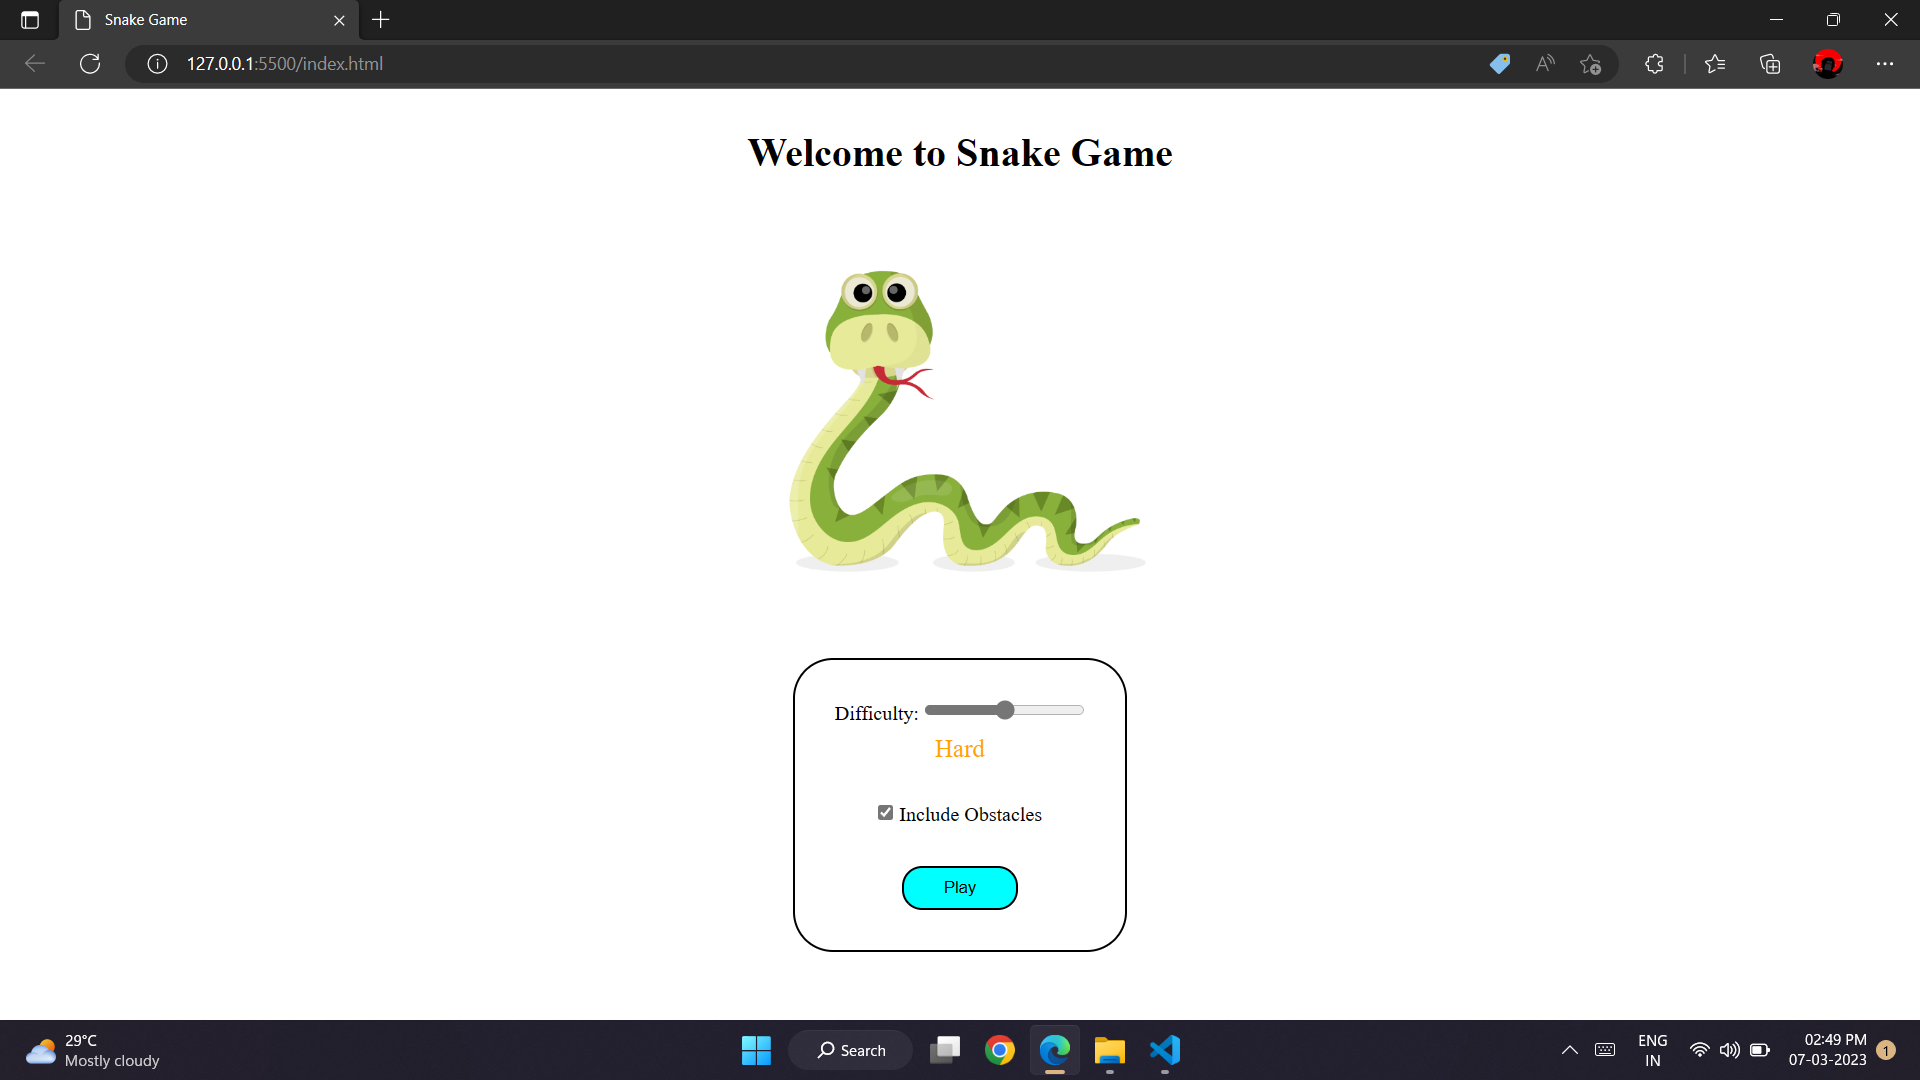 Snake Game
127.0.0.1:5500/index.html
Welcome to Snake Game
Difficulty:
Hard
Include Obstacles
Play
29°C
Mostly cloudy
Search
ENG
IN
02:49 PM
07-03-2023
1